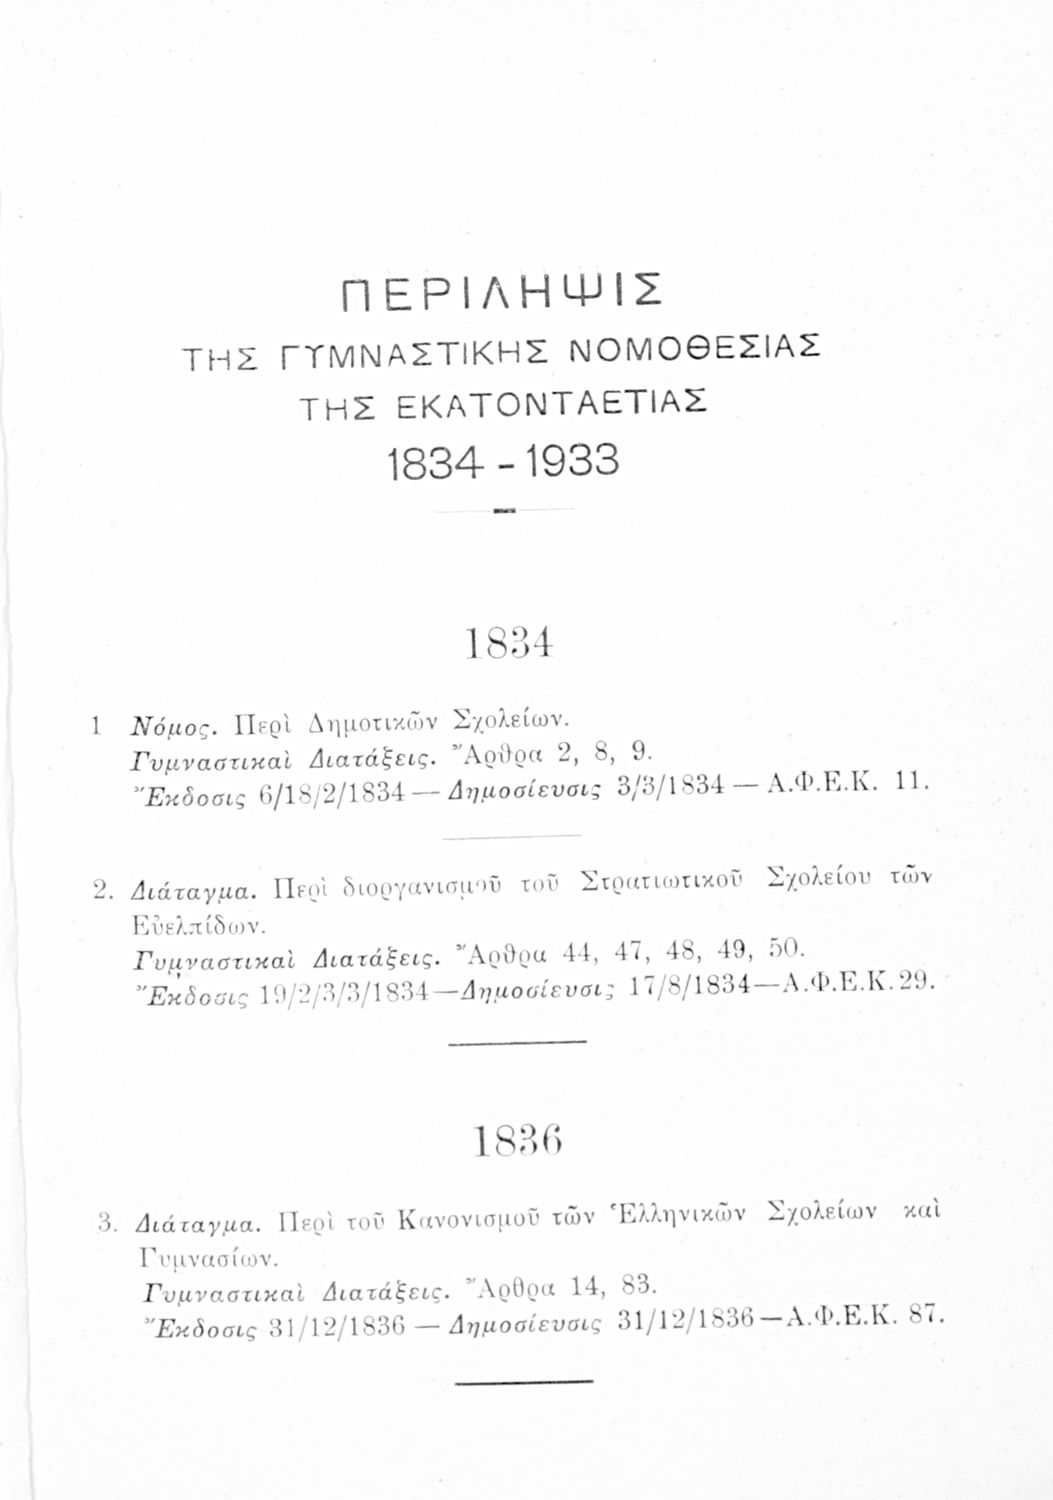 ΠΕΡΙΛΗΨΙΣ
ΤΗΣ ΓΥΜΝΑΣΤΙΚΗΣ ΝΟΜΟΘΕΣΙΑΣ
ΤΗΣ ΕΚΑΤΟΝΤΑΕΤΙΑΣ
1834 - 1933
1834
1 Νόμος. Περὶ Δημοτικῶν Σχολείων.
Γυμναστικαὶ Διατάξεις. Ἄρθρα 2, 8, 9.
Ἔκδοσις 6/18/2/1834 — Δημοσίευσις 3/3/1834 — Α.Φ.Ε.Κ. 11.
2. Διάταγμα. Περὶ διοργανισμοῦ τοῦ Στρατιωτικοῦ Σχολείου τῶν
Εὐελπίδων.
Γυμναστικαὶ Διατάξεις. Ἄρθρα 44, 47, 48, 49, 50.
Ἔκδοσις 19/2/3/3/1834—Δημοσίευσις 17/8/1834—Α.Φ.Ε.Κ. 29.
1836
3. Διάταγμα. Περὶ τοῦ Κανονισμοῦ τῶν Ἑλληνικῶν Σχολείων καὶ
Γυμνασίων.
Γυμναστικαὶ Διατάξεις. Ἄρθρα 14, 83.
Ἔκδοσις 31/12/1836 — Δημοσίευσις 31/12/1836—Α.Φ.Ε.Κ. 87.